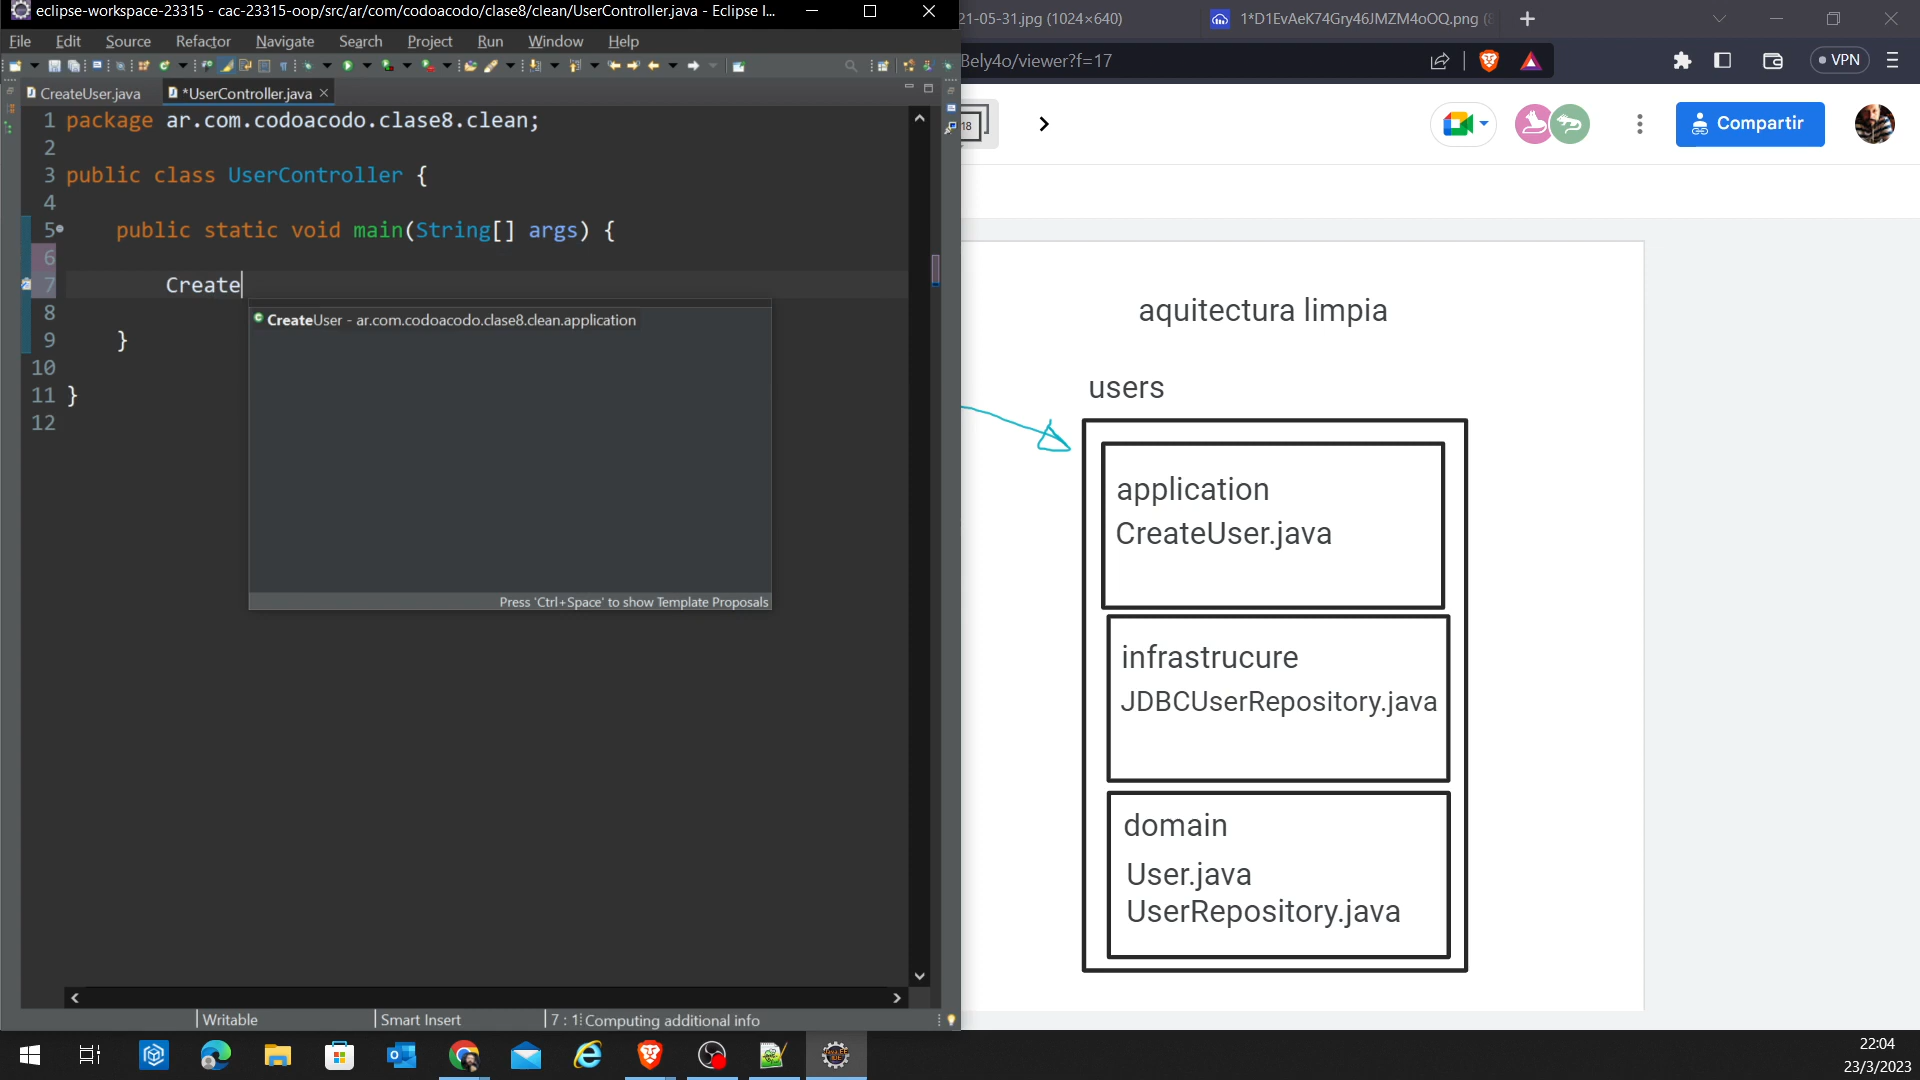 eclipse-workspace-23315 - cac-23315-oop/src/ar/com/codoacodo/clase8/clean/UserController.java - Eclipse I...
File Edit Source Refactor Navigate Search Project Run Window Help
CreateUser.java
*UserController.java
1 package ar.com.codoacodo.clase8.clean;
2
3 public class UserController {
4
5 public static void main(String[] args) {
6
7 Create
8
9 }
10
11 }
12
CreateUser - ar.com.codoacodo.clase8.clean.application
Press 'Ctrl+Space' to show Template Proposals
Writable
Smart Insert
7 : 1
Computing additional info
21-05-31.jpg (1024×640)
1*D1EvAeK74Gry46JMZM4oOQ.png (8
Bely4o/viewer?f=17
VPN
18
Compartir
aquitectura limpia
users
application
CreateUser.java
infrastrucure
JDBCUserRepository.java
domain
User.java
UserRepository.java
22:04
23/3/2023